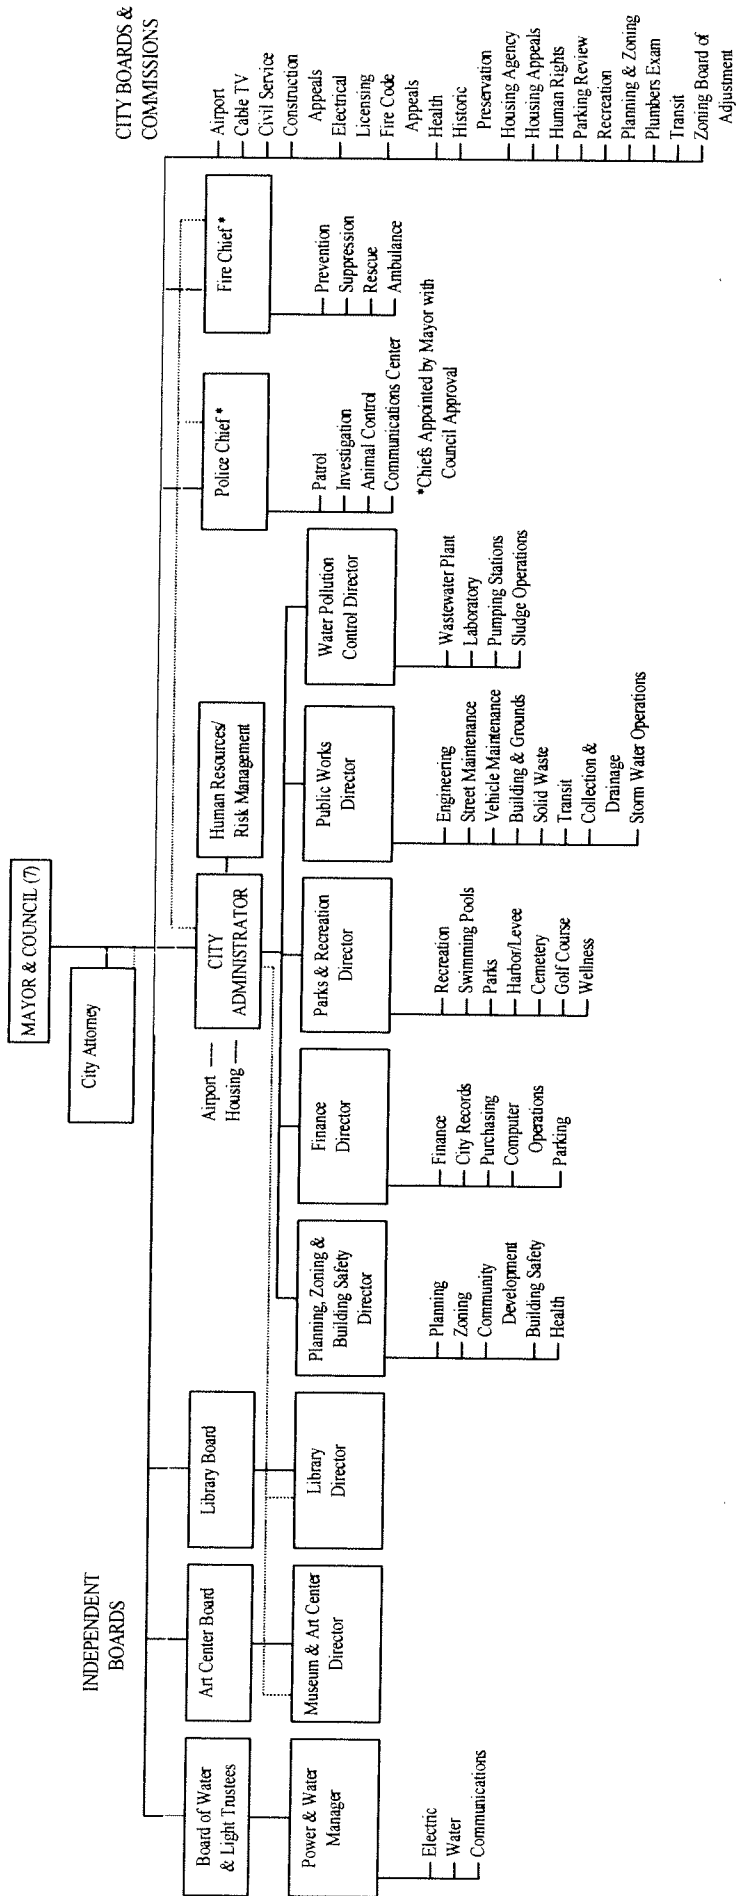 MAYOR & COUNCIL (7)
City Attorney
INDEPENDENT
BOARDS
CITY BOARDS &
COMMISSIONS
Board of Water
& Light Trustees
Art Center Board
Library Board
Airport
Housing
CITY
ADMINISTRATOR
Human Resources/
Risk Management
Police Chief *
Fire Chief *
Power & Water
Manager
Museum & Art Center
Director
Library
Director
Planning, Zoning &
Building Safety
Director
Finance
Director
Parks & Recreation
Director
Public Works
Director
Water Pollution
Control Director
Electric
Water
Communications
Planning
Zoning
Community
Development
Building Safety
Health
Finance
City Records
Purchasing
Computer
Operations
Parking
Recreation
Swimming Pools
Parks
Harbor/Levee
Cemetery
Golf Course
Wellness
Engineering
Street Maintenance
Vehicle Maintenance
Building & Grounds
Solid Waste
Transit
Collection &
Drainage
Storm Water Operations
Wastewater Plant
Laboratory
Pumping Stations
Sludge Operations
Patrol
Investigation
Animal Control
Communications Center
*Chiefs Appointed by Mayor with
Council Approval
Prevention
Suppression
Rescue
Ambulance
Airport
Cable TV
Civil Service
Construction
Appeals
Electrical
Licensing
Fire Code
Appeals
Health
Historic
Preservation
Housing Agency
Housing Appeals
Human Rights
Parking Review
Recreation
Planning & Zoning
Plumbers Exam
Transit
Zoning Board of
Adjustment